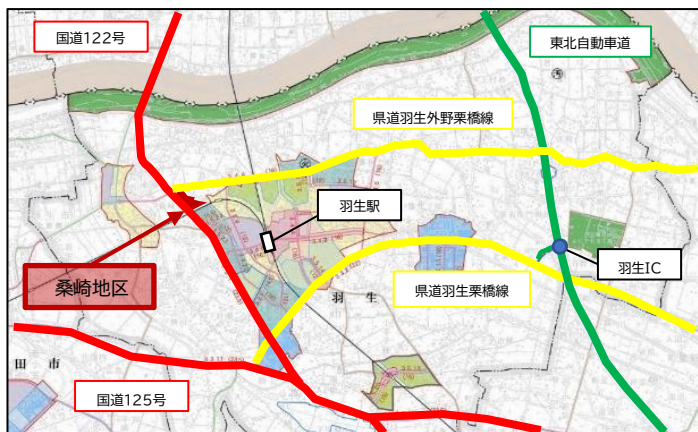 国道122号
東北自動車道
県道羽生外野栗橋線
羽生駅
桑崎地区
羽生IC
県道羽生栗橋線
羽 生
田 市
国道125号